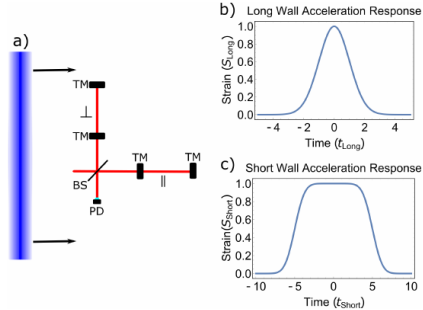 a)
TM
⊥
TM
TM
TM
BS
||
PD
b)
Long Wall Acceleration Response
Strain (S_Long)
1.0
0.8
0.6
0.4
0.2
0.0
- 4
- 2
0
2
4
Time (t_Long)
c)
Short Wall Acceleration Response
Strain(S_Short)
1.0
0.8
0.6
0.4
0.2
0.0
- 10
- 5
0
5
10
Time (t_Short)